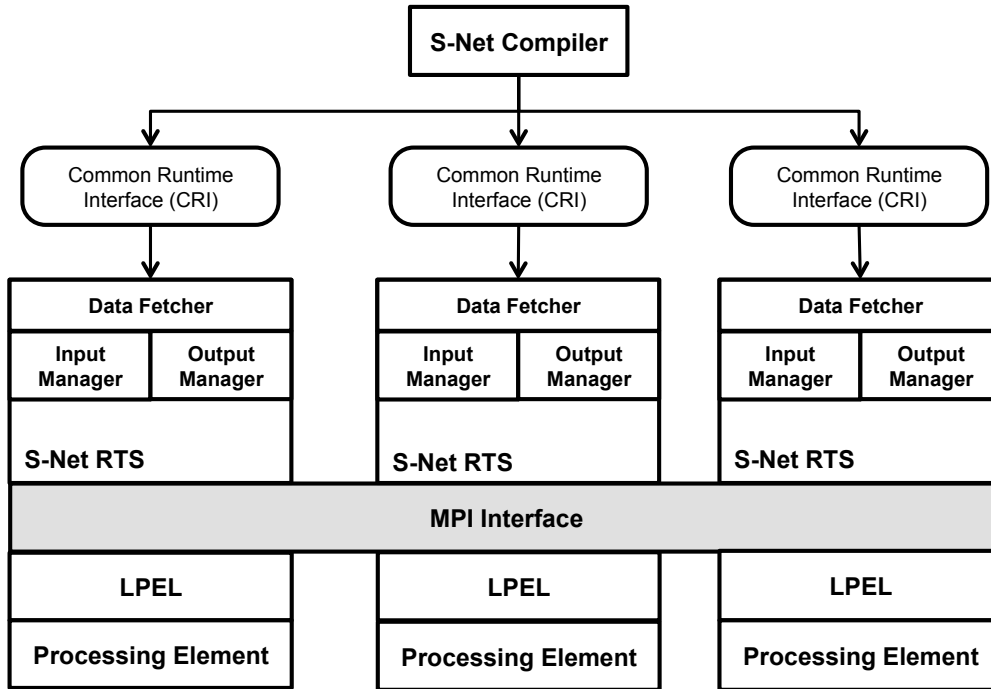 S-Net Compiler
Common Runtime
Interface (CRI)
Common Runtime
Interface (CRI)
Common Runtime
Interface (CRI)
Data Fetcher
Input
Manager
Output
Manager
S-Net RTS
Data Fetcher
Input
Manager
Output
Manager
S-Net RTS
Data Fetcher
Input
Manager
Output
Manager
S-Net RTS
MPI Interface
LPEL
Processing Element
LPEL
Processing Element
LPEL
Processing Element